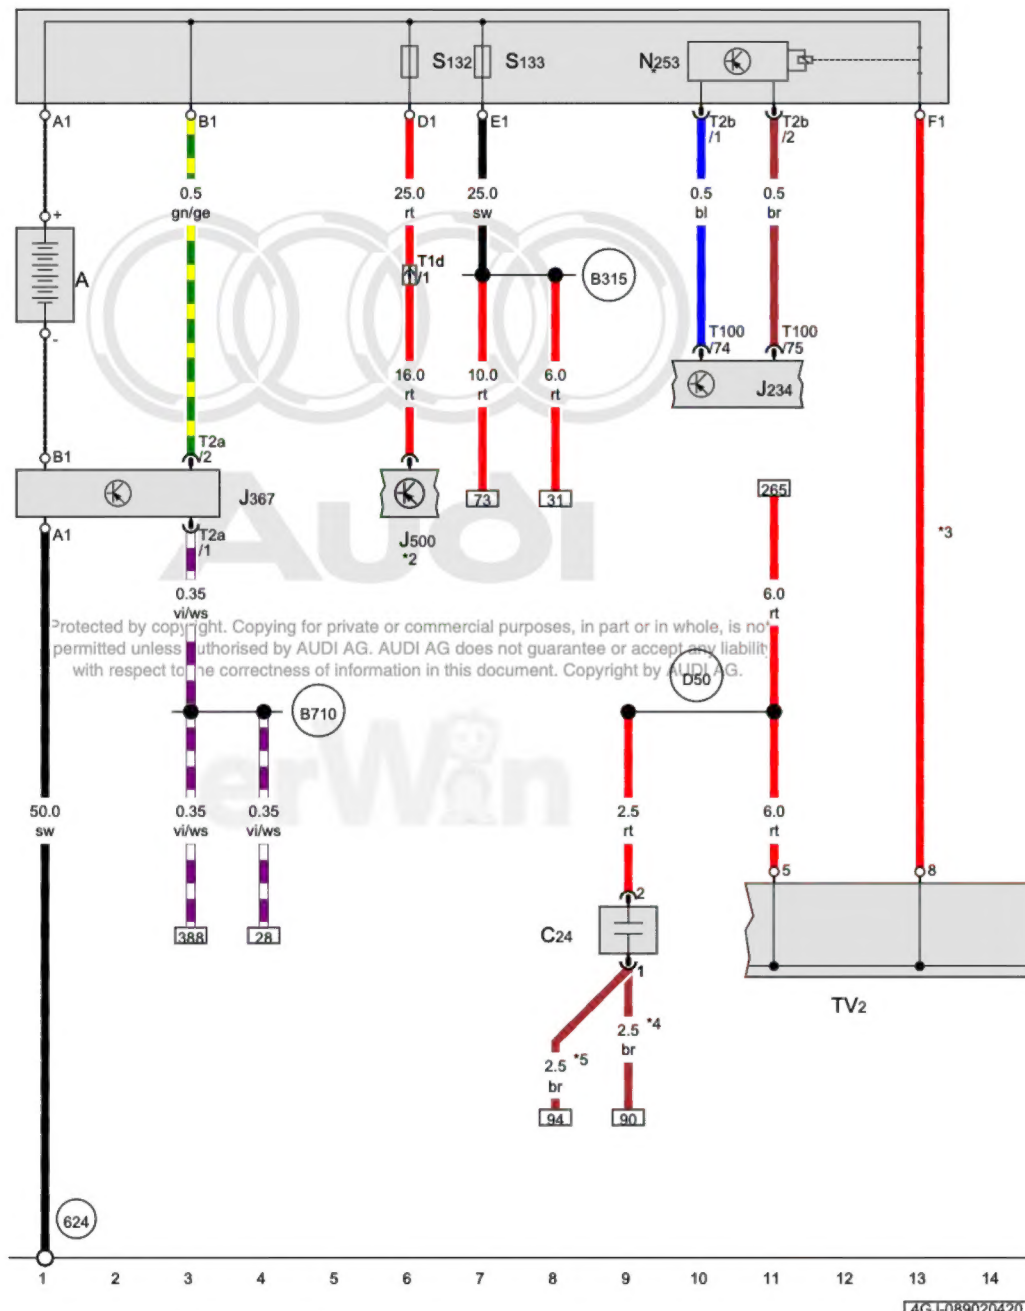 S132
S133
N253
*
A1
B1
D1
E1
T2b
/1
T2b
/2
F1
0.5
gn/ge
25.0
rt
25.0
sw
0.5
bl
0.5
br
+
A
-
T1d
/1
B315
T100
/74
T100
/75
16.0
rt
10.0
rt
6.0
rt
J234
B1
T2a
/2
J367
A1
T2a
/1
J500
*2
73
31
265
*3
0.35
vi/ws
6.0
rt
Audi
Protected by copyright. Copying for private or commercial purposes, in part or in whole, is not
permitted unless authorised by AUDI AG. AUDI AG does not guarantee or accept any liability
with respect to the correctness of information in this document. Copyright by AUDI AG.
D50
B710
erWin
50.0
sw
0.35
vi/ws
0.35
vi/ws
2.5
rt
6.0
rt
5
8
2
C24
388
28
1
TV2
2.5 *4
br
2.5 *5
br
94
90
624
1 2 3 4 5 6 7 8 9 10 11 12 13 14
4GJ-089020420